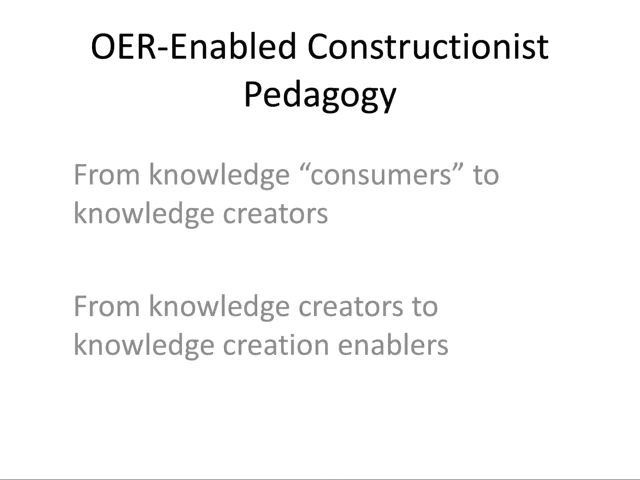 OER-Enabled Constructionist
Pedagogy
From knowledge “consumers” to
knowledge creators
From knowledge creators to
knowledge creation enablers